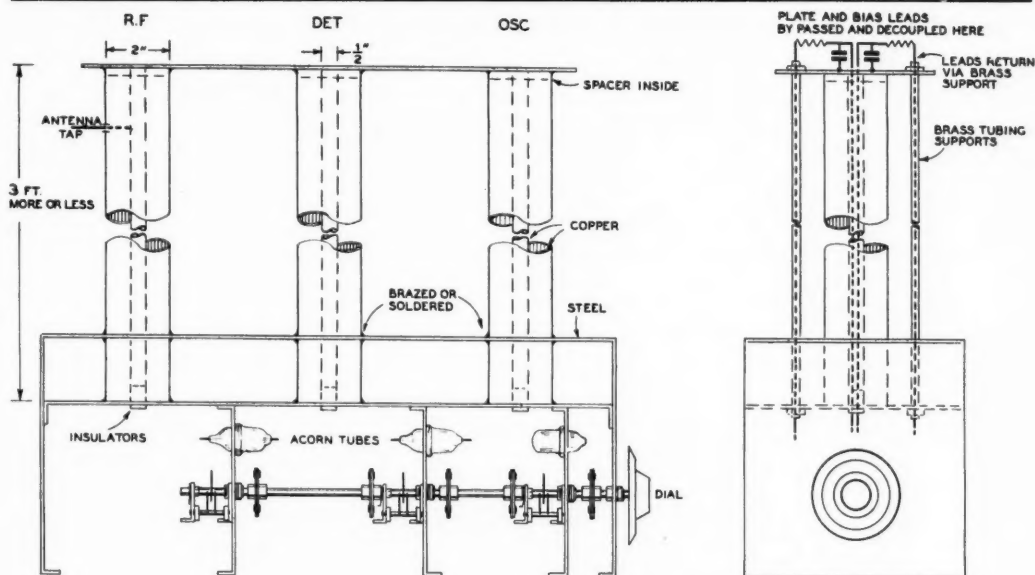 R.F
DET
OSC
2"
1/2"
SPACER INSIDE
ANTENNA
TAP
3 FT.
MORE OR LESS
COPPER
BRAZED OR
SOLDERED
STEEL
INSULATORS
ACORN TUBES
DIAL
PLATE AND BIAS LEADS
BY PASSED AND DECOUPLED HERE
LEADS RETURN
VIA BRASS
SUPPORT
BRASS TUBING
SUPPORTS